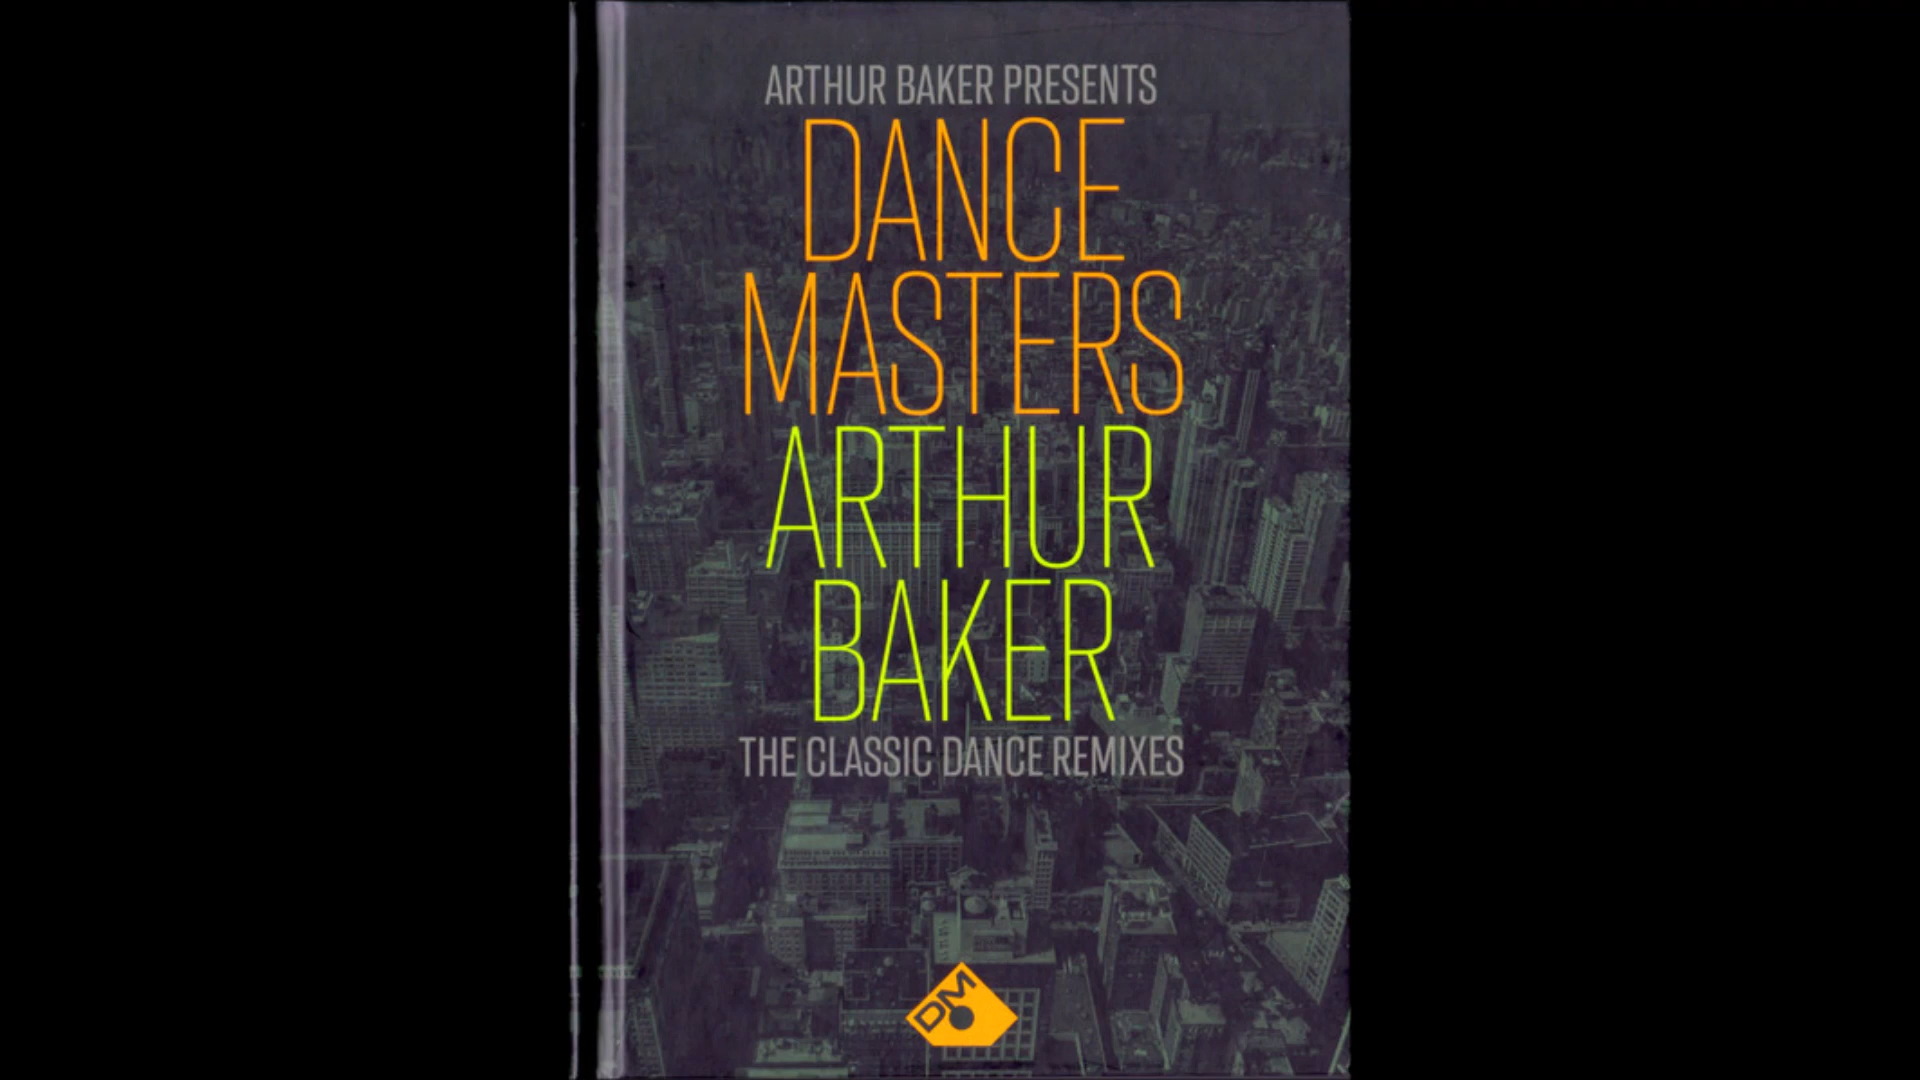 ARTHUR BAKER PRESENTS
DANCE
MASTERS
ARTHUR
BAKER
THE CLASSIC DANCE REMIXES
DM